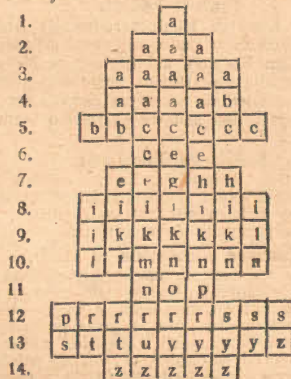 1. a
2. a a a
3. a a a a a
4. a a a a b
5. b b c c c c c
6. c e e
7. e e g h h
8. i i i i i i i
9. i k k k k k l
10. l l m n n n n
11 n o p
12 p r r r r r s s s
13 s t t u y y y y z
14. z z z z z